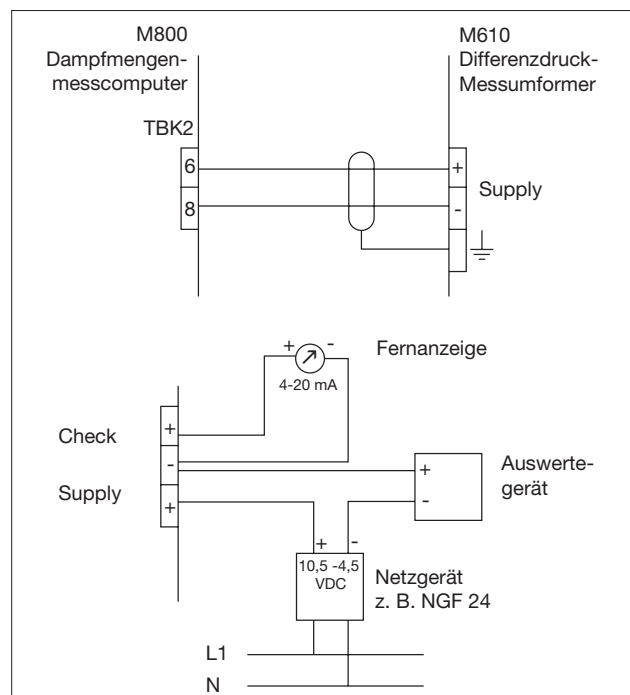 M800
Dampfmengen-
messcomputer
M610
Differenzdruck-
Messumformer
TBK2
6
8
+
-
Supply
Fernanzeige
+ -
4-20 mA
Check
+
-
Supply
+
+
-
Auswerte-
gerät
+ -
10,5 -4,5
VDC
Netzgerät
z. B. NGF 24
L1
N